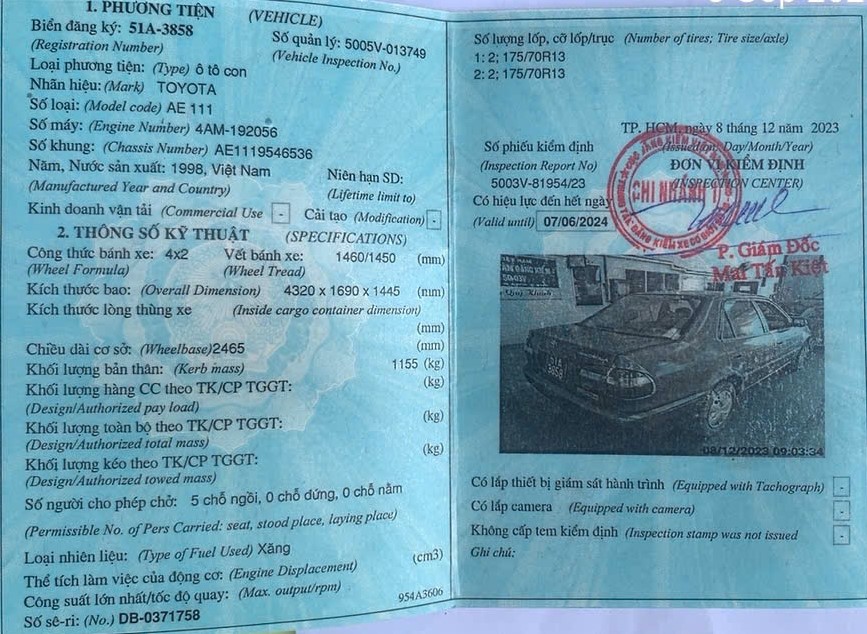 1. PHƯƠNG TIỆN (VEHICLE)
Biển đăng ký: 51A-3858 Số quản lý: 5005V-013749
(Registration Number) (Vehicle Inspection No.)
Loại phương tiện: (Type) Ô tô con
Nhãn hiệu: (Mark) TOYOTA
Số loại: (Model code) AE 111
Số máy: (Engine Number) 4AM-192056
Số khung: (Chassis Number) AE1119546536
Năm, Nước sản xuất: 1998, Việt Nam Niên hạn SD:
(Manufactured Year and Country) (Lifetime limit to)
Kinh doanh vận tải (Commercial Use - Cải tạo (Modification) -
2. THÔNG SỐ KỸ THUẬT (SPECIFICATIONS)
Công thức bánh xe: 4x2 Vết bánh xe: 1460/1450 (mm)
(Wheel Formula) (Wheel Tread)
Kích thước bao: (Overall Dimension) 4320 x 1690 x 1445 (mm)
Kích thước lòng thùng xe (Inside cargo container dimension)
(mm)
Chiều dài cơ sở: (Wheelbase)2465 (mm)
Khối lượng bản thân: (Kerb mass) 1155 (kg)
Khối lượng hàng CC theo TK/CP TGGT: (kg)
(Design/Authorized pay load)
Khối lượng toàn bộ theo TK/CP TGGT: (kg)
(Design/Authorized total mass)
Khối lượng kéo theo TK/CP TGGT: (kg)
(Design/Authorized towed mass)
Số người cho phép chở: 5 chỗ ngồi, 0 chỗ đứng, 0 chỗ nằm
(Permissible No. of Pers Carried: seat, stood place, laying place)
Loại nhiên liệu: (Type of Fuel Used) Xăng
Thể tích làm việc của động cơ: (Engine Displacement) (cm3)
Công suất lớn nhất/tốc độ quay: (Max. output/rpm) 954A3606
Số sê-ri: (No.) DB-0371758
Số lượng lốp, cỡ lốp/trục (Number of tires; Tire size/axle)
1: 2; 175/70R13
2: 2; 175/70R13
TP. HCM, ngày 8 tháng 12 năm 2023
Số phiếu kiểm định (Issued on: Day/Month/Year)
(Inspection Report No) ĐƠN VỊ KIỂM ĐỊNH
5003V-81954/23 (INSPECTION CENTER)
Có hiệu lực đến hết ngày
(Valid until) 07/06/2024
CHI NHÁNH
P. Giám Đốc
Mai Tấn Kiệt
51A
3858
08/12/2023 09:03:34
Có lắp thiết bị giám sát hành trình (Equipped with Tachograph) -
Có lắp camera (Equipped with camera) -
Không cấp tem kiểm định (Inspection stamp was not issued -
Ghi chú: